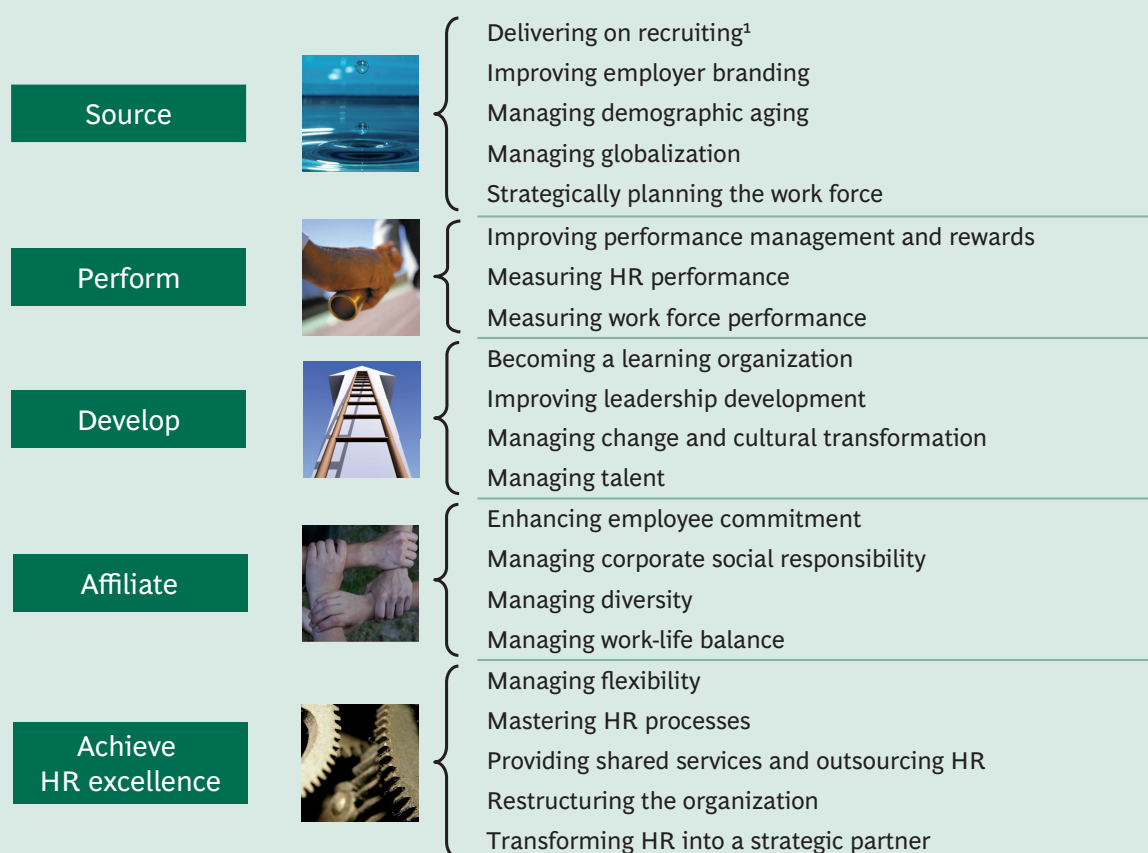 Source
Delivering on recruiting¹
Improving employer branding
Managing demographic aging
Managing globalization
Strategically planning the work force
Perform
Improving performance management and rewards
Measuring HR performance
Measuring work force performance
Develop
Becoming a learning organization
Improving leadership development
Managing change and cultural transformation
Managing talent
Affiliate
Enhancing employee commitment
Managing corporate social responsibility
Managing diversity
Managing work-life balance
Achieve
HR excellence
Managing flexibility
Mastering HR processes
Providing shared services and outsourcing HR
Restructuring the organization
Transforming HR into a strategic partner